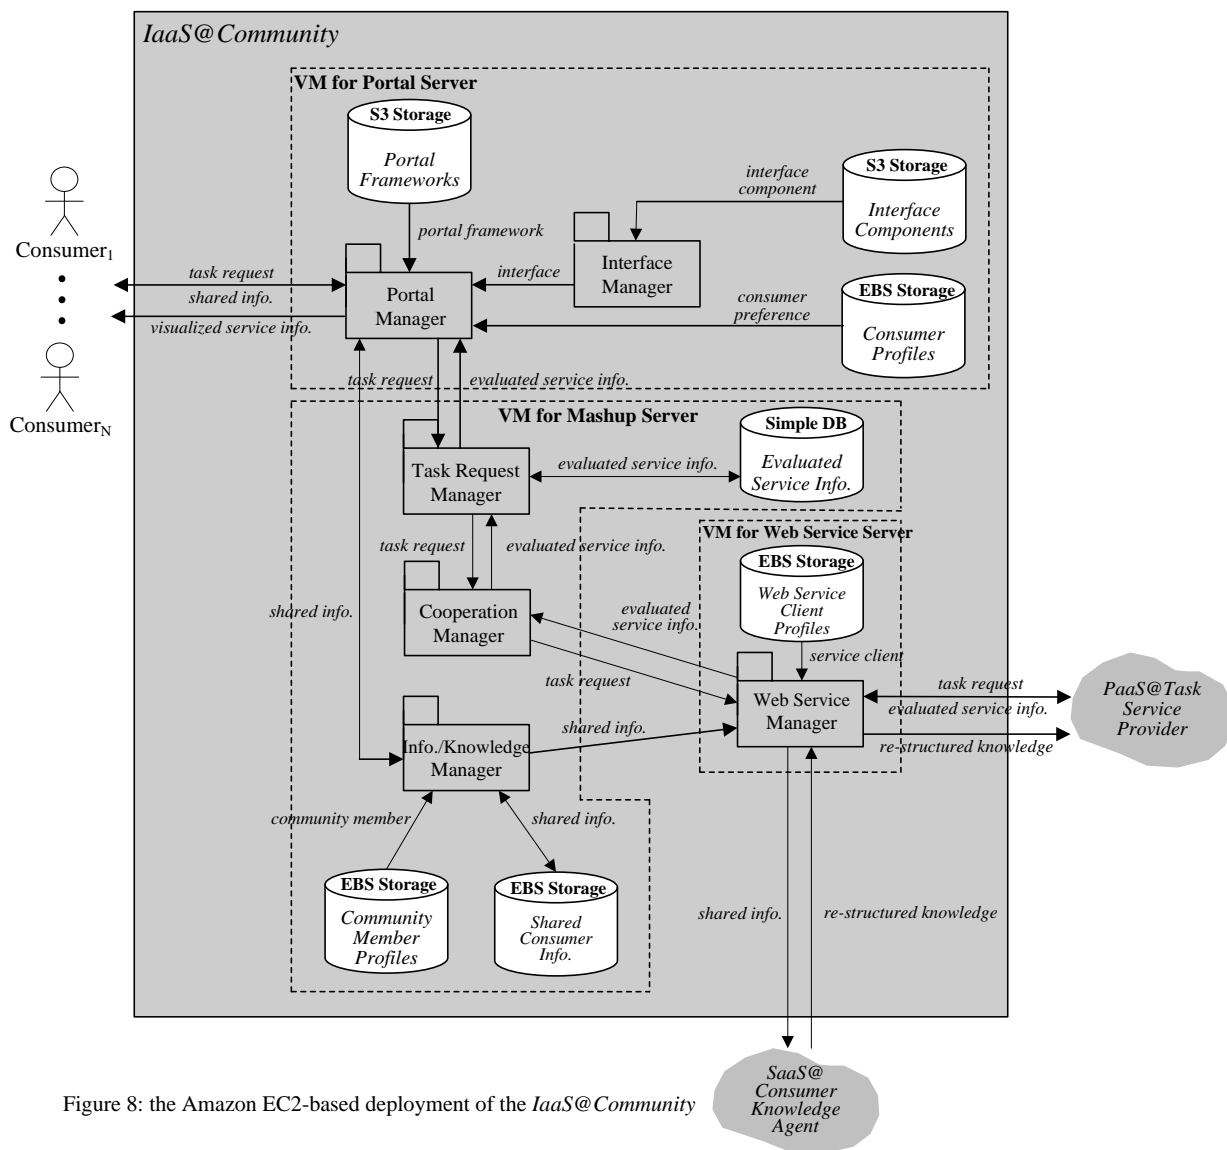 IaaS@Community
VM for Portal Server
S3 Storage
Portal
Frameworks
S3 Storage
Interface
Components
interface
component
Consumer1
portal framework
Interface
Manager
task request
shared info.
visualized service info.
Portal
Manager
interface
consumer
preference
EBS Storage
Consumer
Profiles
ConsumerN
task request
evaluated service info.
VM for Mashup Server
Simple DB
Evaluated
Service Info.
Task Request
Manager
evaluated service info.
task request
evaluated service info.
VM for Web Service Server
EBS Storage
Web Service
Client
Profiles
shared info.
Cooperation
Manager
evaluated
service info.
service client
task request
Web Service
Manager
task request
evaluated service info.
re-structured knowledge
PaaS@Task
Service
Provider
Info./Knowledge
Manager
shared info.
community member
shared info.
EBS Storage
Community
Member
Profiles
EBS Storage
Shared
Consumer
Info.
shared info.
re-structured knowledge
SaaS@
Consumer
Knowledge
Agent
Figure 8: the Amazon EC2-based deployment of the IaaS@Community